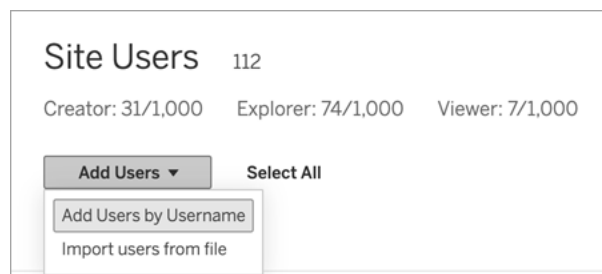 Site Users 112
Creator: 31/1,000 Explorer: 74/1,000 Viewer: 7/1,000
Add Users ▼ Select All
Add Users by Username
Import users from file